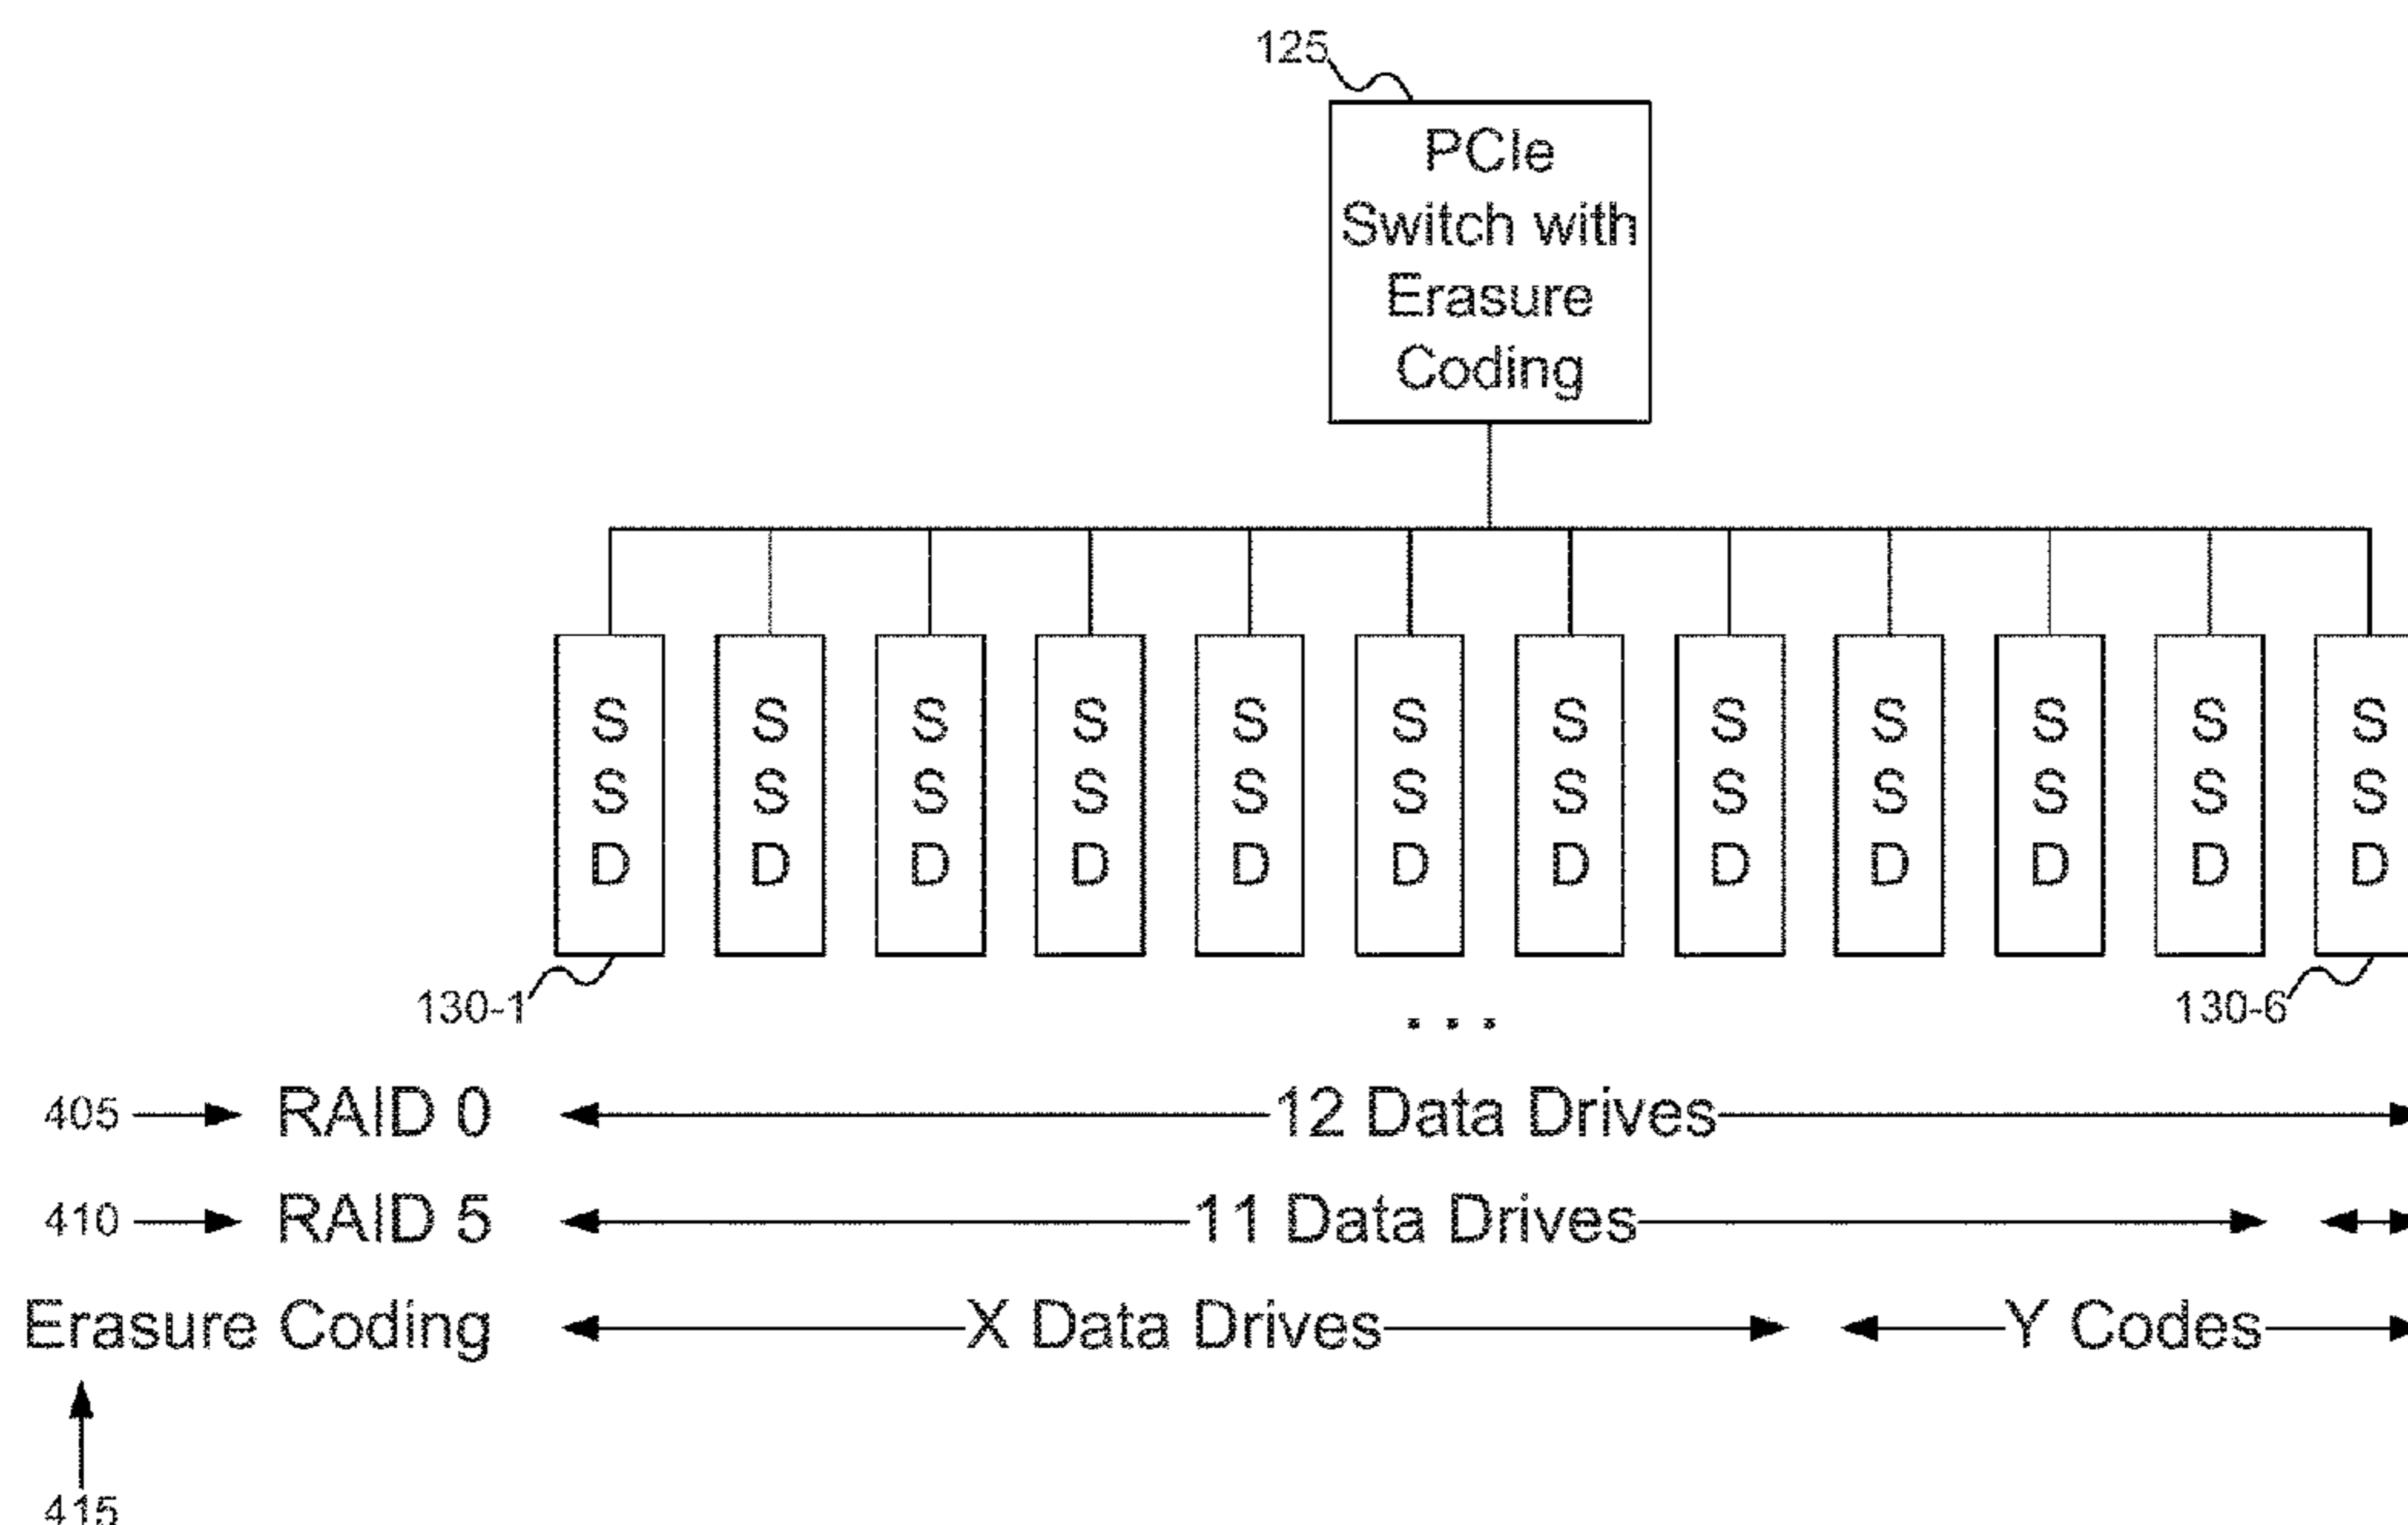 125
PCIe
Switch with
Erasure
Coding
S S S S S S S S S S S S
S S S S S S S S S S S S
D D D D D D D D D D D D
130-1 130-6
. . .
405 RAID 0 12 Data Drives
410 RAID 5 11 Data Drives
Erasure Coding X Data Drives Y Codes
415